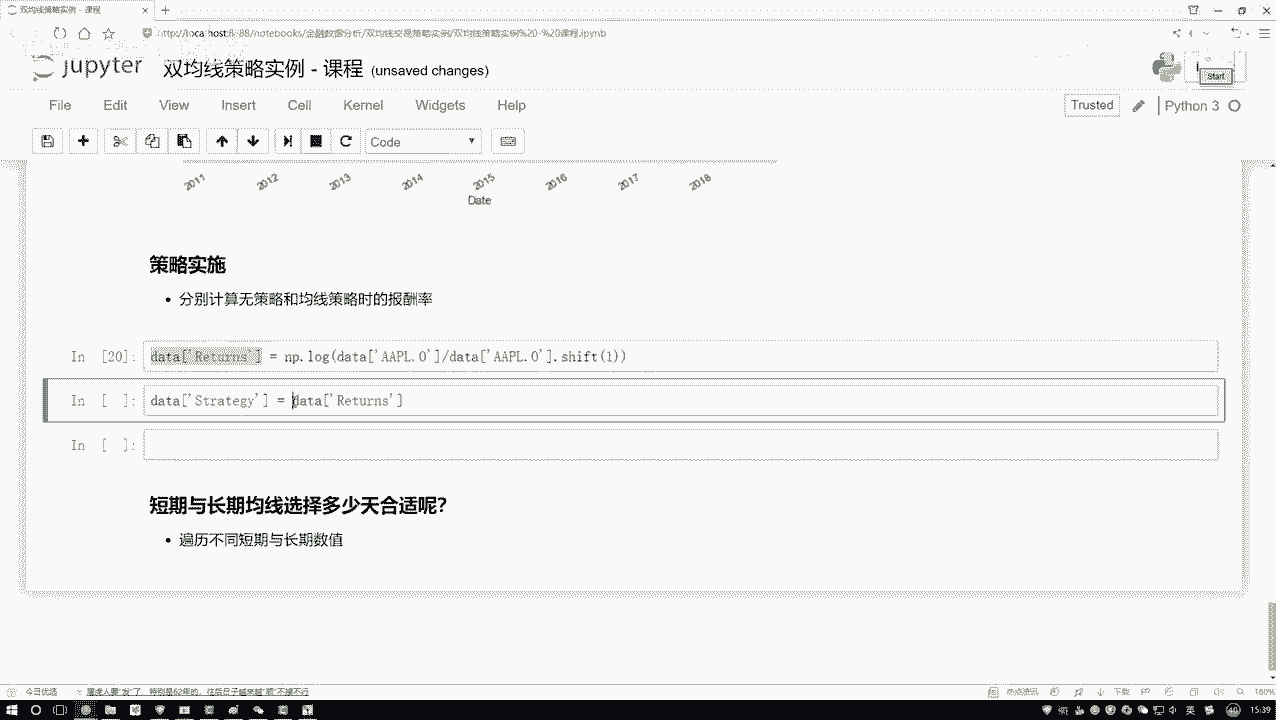 双均线策略实例 - 课程
http://localhost:8888/notebooks/金融数据分析/双均线交易策略实例/双均线策略实例%20-%20课程.ipynb
jupyter 双均线策略实例 - 课程 (unsaved changes)
Start
File Edit View Insert Cell Kernel Widgets Help
Trusted Python 3
Code
2011 2012 2013 2014 2015 2016 2017 2018
Date
策略实施
分别计算无策略和均线策略时的报酬率
In [20]: data['Returns'] = np.log(data['AAPL.O']/data['AAPL.O'].shift(1))
In [ ]: data['Strategy'] = data['Returns']
In [ ]:
短期与长期均线选择多少天合适呢?
遍历不同短期与长期数值
今日优选
热点资讯 下载 160%
英 15:39